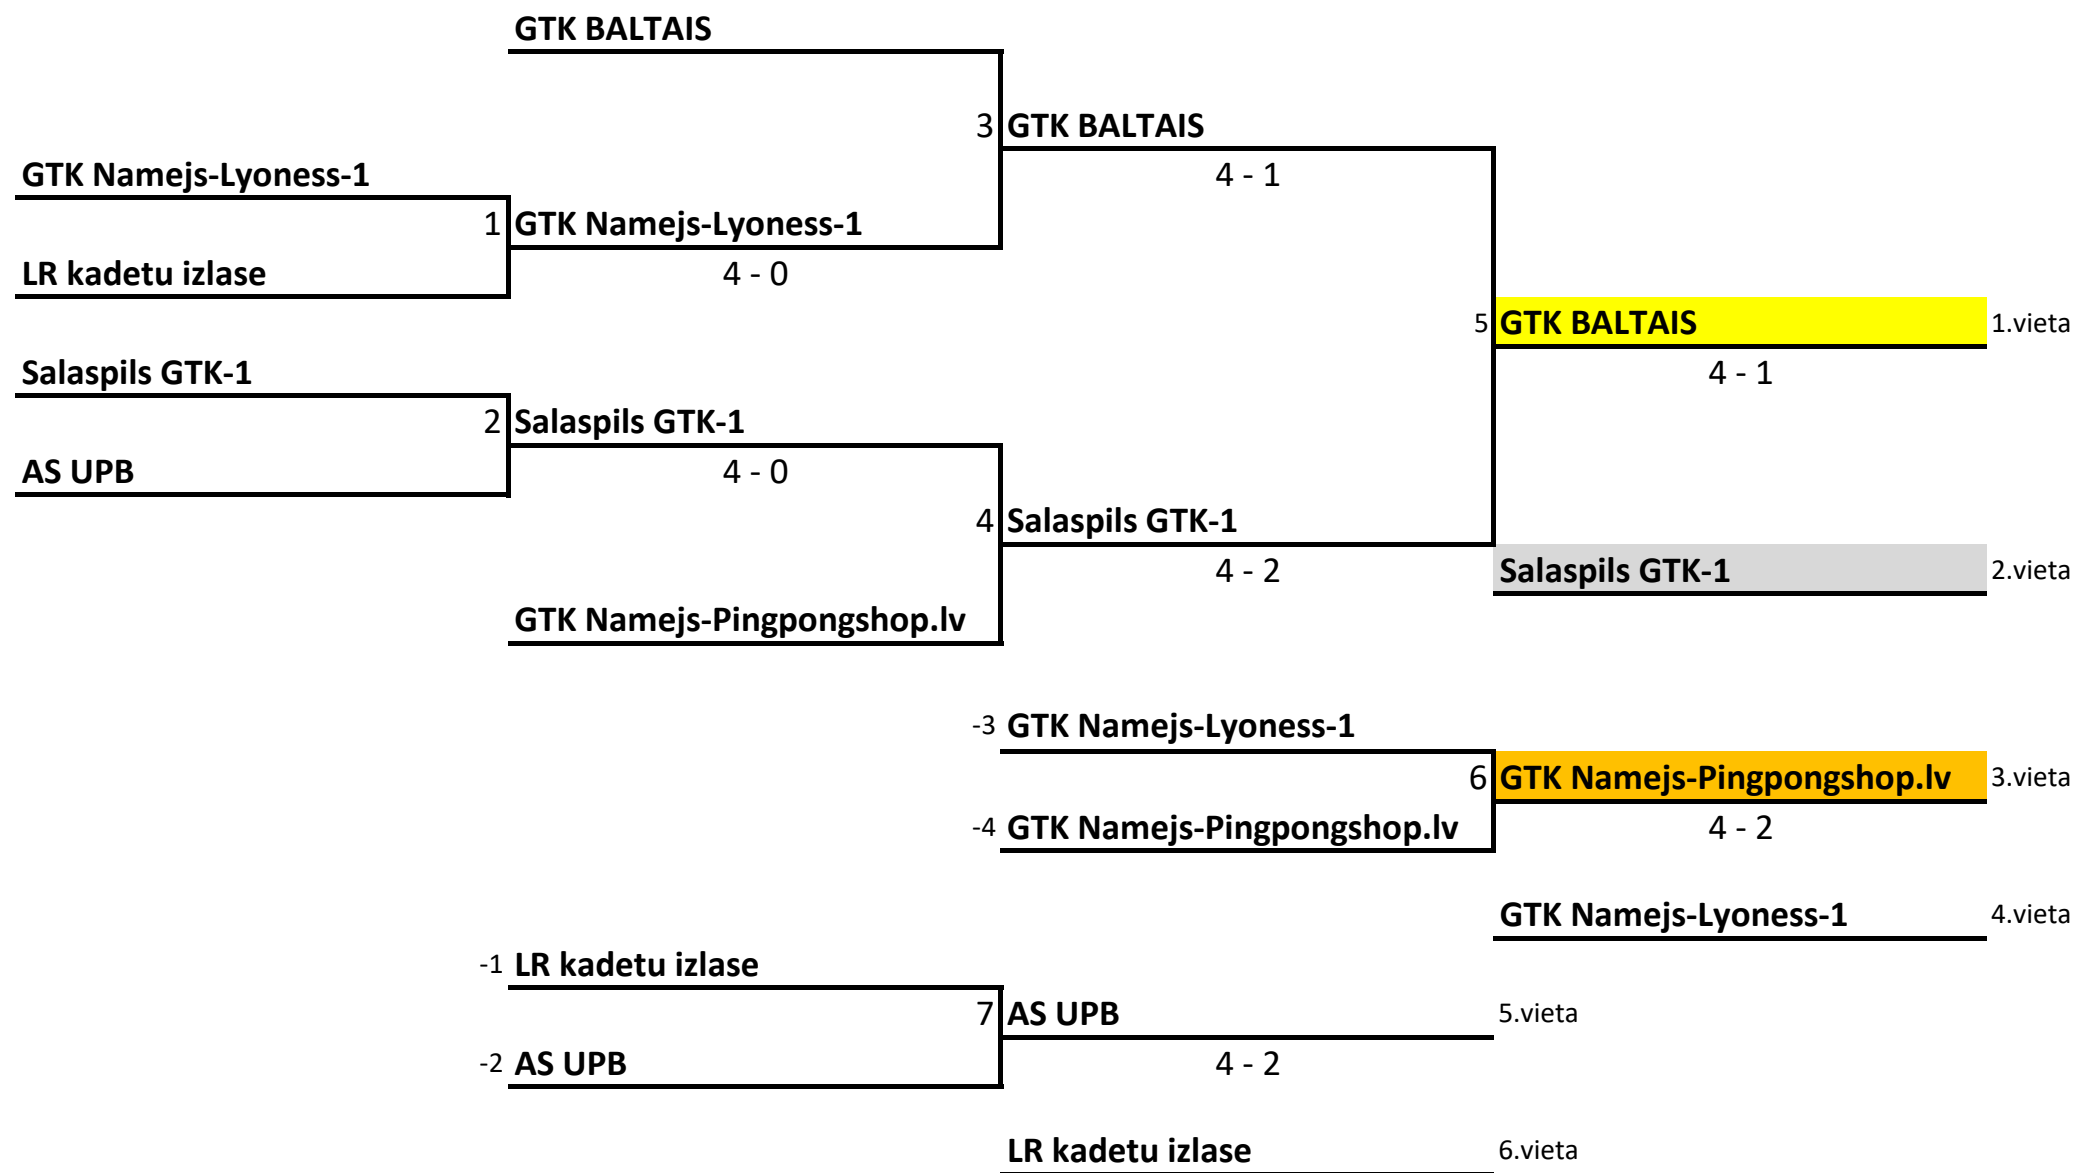 GTK BALTAIS
3 GTK BALTAIS
GTK Namejs-Lyoness-1
4 - 1
1 GTK Namejs-Lyoness-1
LR kadetu izlase
4 - 0
5 GTK BALTAIS 1.vieta
Salaspils GTK-1
4 - 1
2 Salaspils GTK-1
AS UPB
4 - 0
4 Salaspils GTK-1
4 - 2
Salaspils GTK-1 2.vieta
GTK Namejs-Pingpongshop.lv
-3 GTK Namejs-Lyoness-1
6 GTK Namejs-Pingpongshop.lv 3.vieta
-4 GTK Namejs-Pingpongshop.lv
4 - 2
GTK Namejs-Lyoness-1 4.vieta
-1 LR kadetu izlase
7 AS UPB 5.vieta
-2 AS UPB
4 - 2
LR kadetu izlase 6.vieta